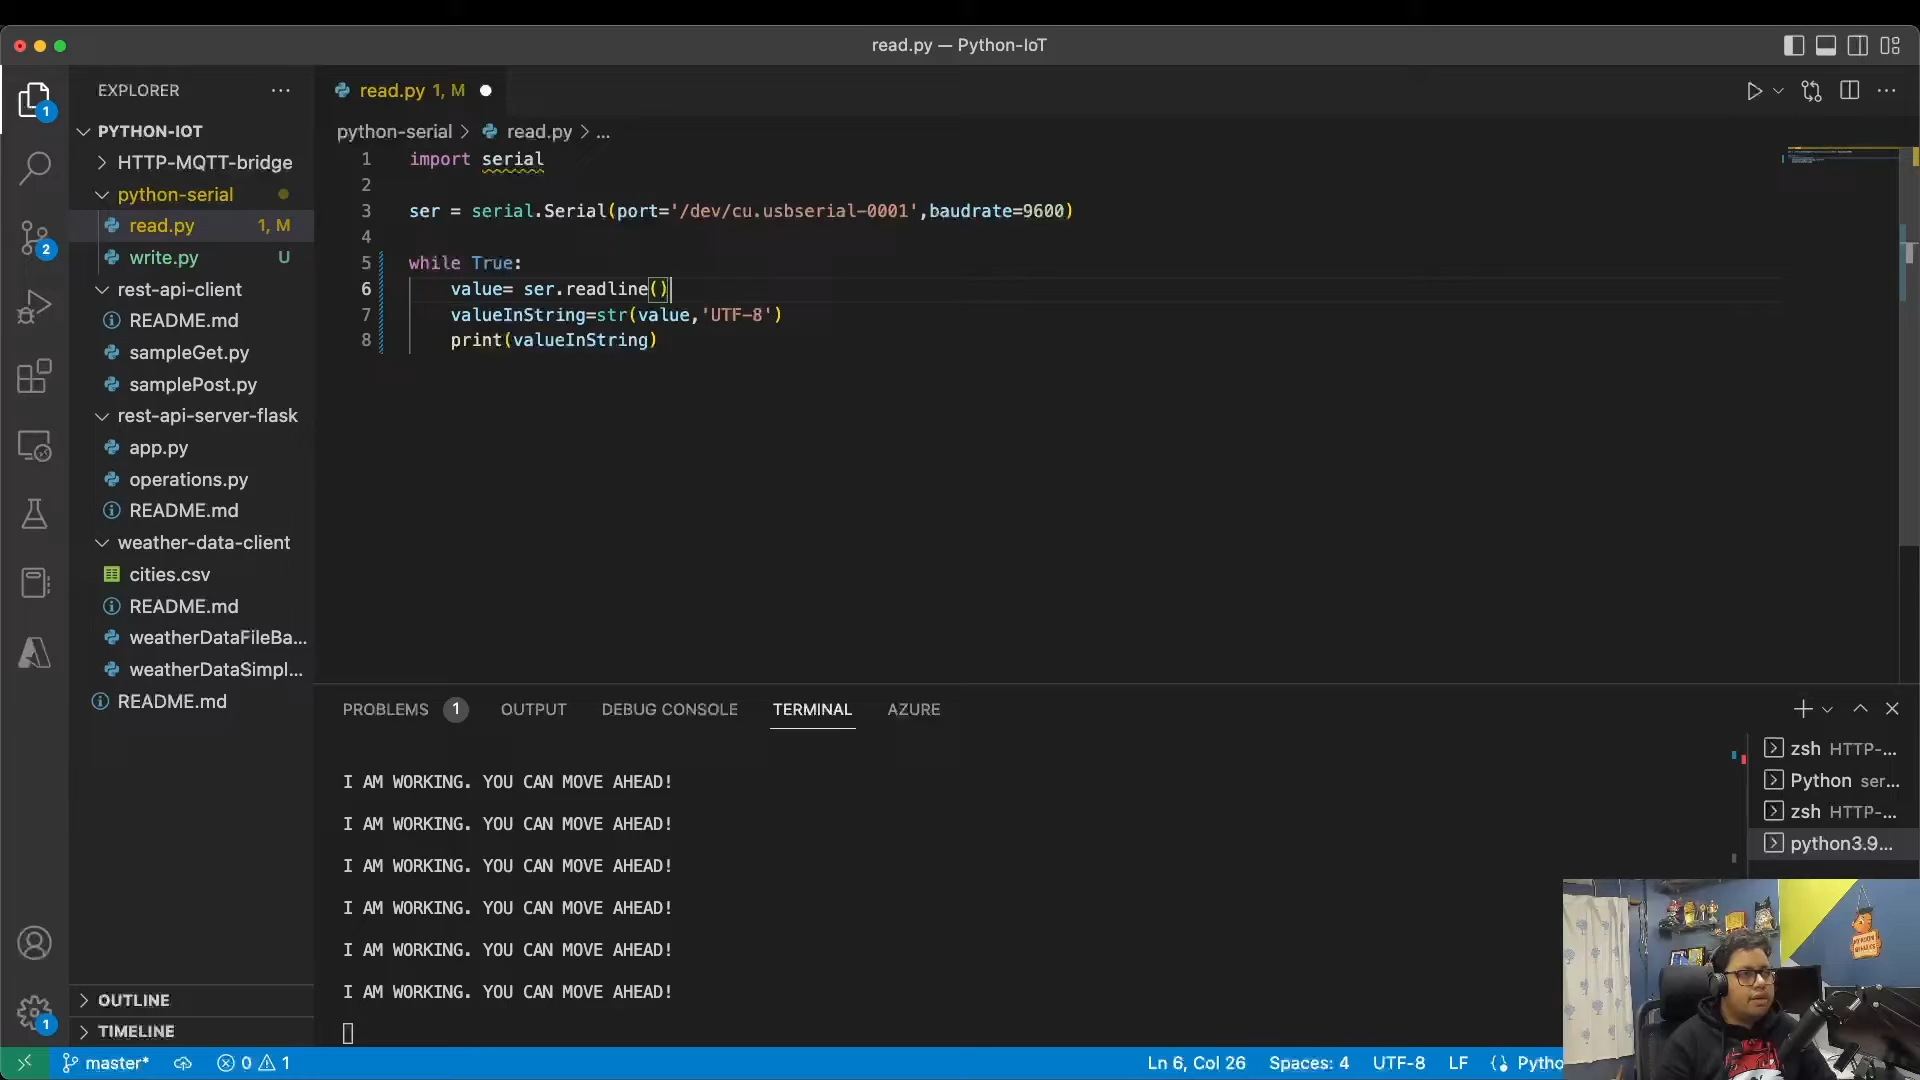 read.py — Python-IoT
EXPLORER
PYTHON-IOT
HTTP-MQTT-bridge
python-serial
read.py 1, M
write.py U
rest-api-client
README.md
sampleGet.py
samplePost.py
rest-api-server-flask
app.py
operations.py
README.md
weather-data-client
cities.csv
README.md
weatherDataFileBa...
weatherDataSimpl...
README.md
OUTLINE
TIMELINE
1
2
1
read.py 1, M
python-serial > read.py > ...
1 import serial
2
3 ser = serial.Serial(port='/dev/cu.usbserial-0001',baudrate=9600)
4
5 while True:
6 value= ser.readline()
7 valueInString=str(value,'UTF-8')
8 print(valueInString)
PROBLEMS 1 OUTPUT DEBUG CONSOLE TERMINAL AZURE
I AM WORKING. YOU CAN MOVE AHEAD!
I AM WORKING. YOU CAN MOVE AHEAD!
I AM WORKING. YOU CAN MOVE AHEAD!
I AM WORKING. YOU CAN MOVE AHEAD!
I AM WORKING. YOU CAN MOVE AHEAD!
I AM WORKING. YOU CAN MOVE AHEAD!
zsh HTTP-...
Python ser...
zsh HTTP-...
python3.9...
master* 0 1 Ln 6, Col 26 Spaces: 4 UTF-8 LF Pytho